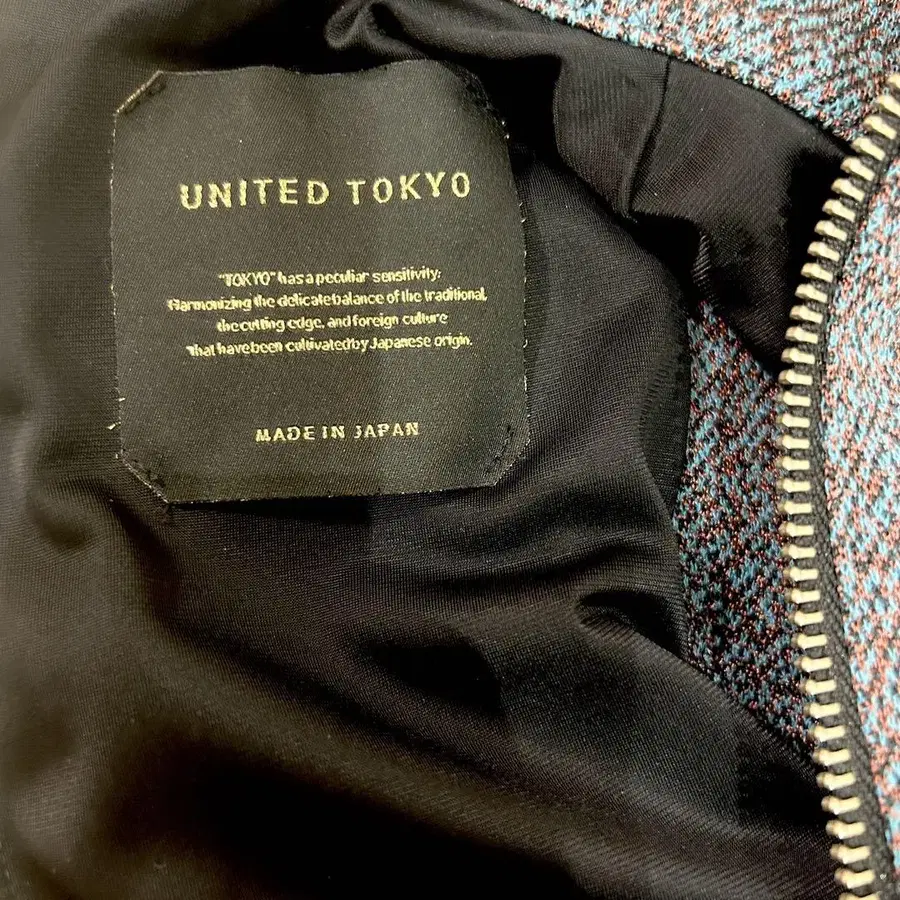 UNITED TOKYO
"TOKYO" has a peculiar sensitivity:
Harmonizing the delicate balance of the traditional,
the cutting edge, and foreign culture
That have been cultivated by Japanese origin.
MADE IN JAPAN